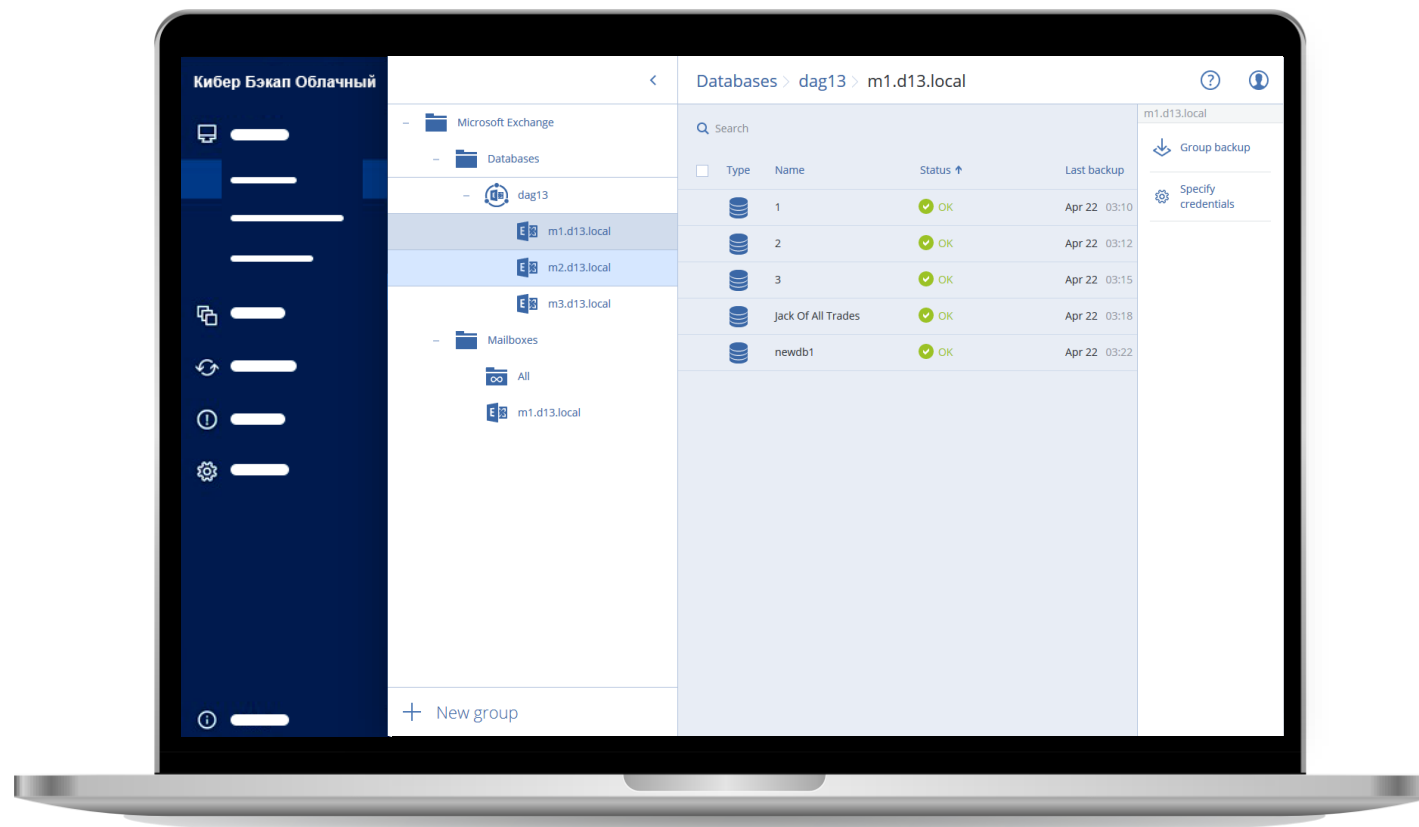 Кибер Бэкап Облачный
Microsoft Exchange
Databases
dag13
m1.d13.local
m2.d13.local
m3.d13.local
Mailboxes
All
m1.d13.local
New group
Databases > dag13 > m1.d13.local
Search
Type Name Status Last backup
1 OK Apr 22 03:10
2 OK Apr 22 03:12
3 OK Apr 22 03:15
Jack Of All Trades OK Apr 22 03:18
newdb1 OK Apr 22 03:22
m1.d13.local
Group backup
Specify
credentials